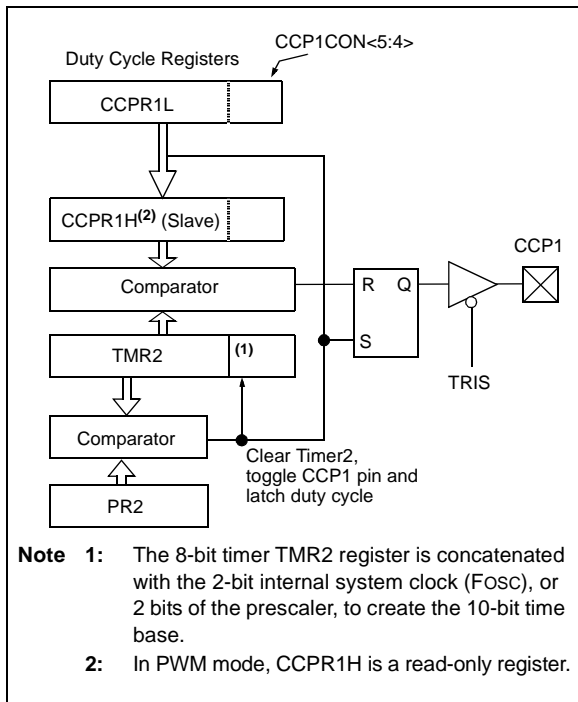 CCP1CON<5:4>
Duty Cycle Registers
CCPR1L
CCPR1H(2) (Slave)
CCP1
Comparator
R Q
TMR2 (1)
S
TRIS
Comparator
Clear Timer2,
toggle CCP1 pin and
latch duty cycle
PR2
Note 1: The 8-bit timer TMR2 register is concatenated
with the 2-bit internal system clock (FOSC), or
2 bits of the prescaler, to create the 10-bit time
base.
2: In PWM mode, CCPR1H is a read-only register.